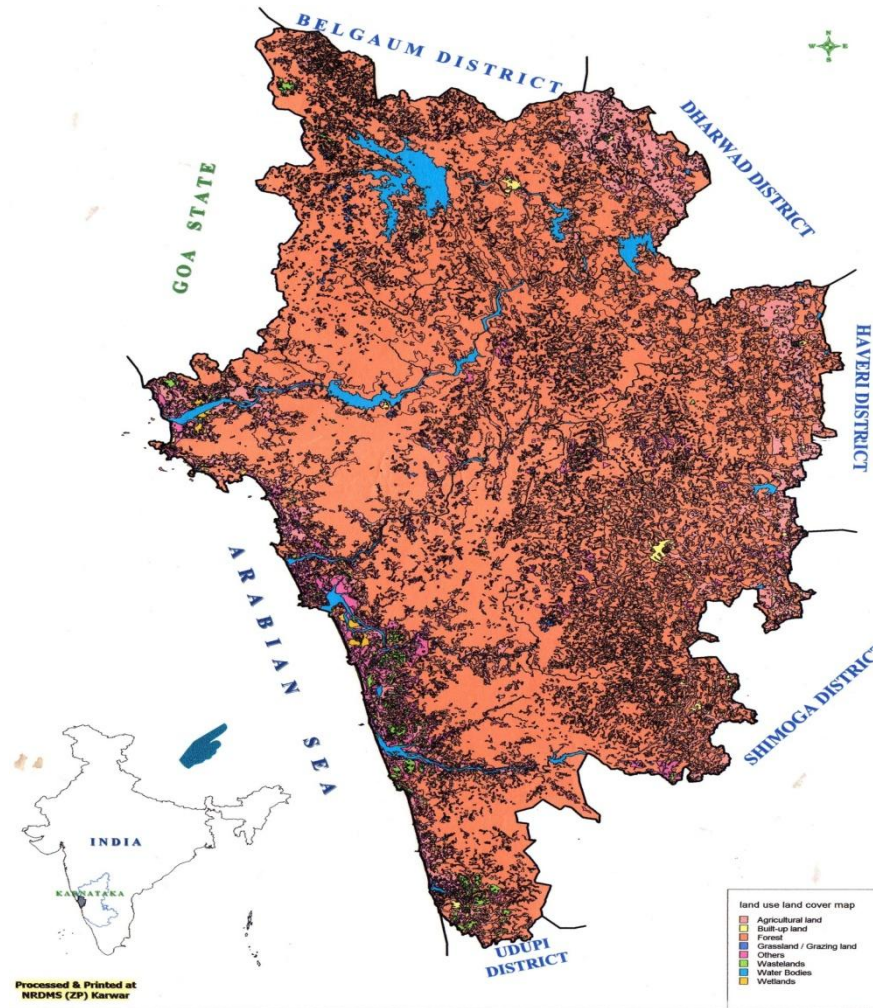 BELGAUM DISTRICT
N
W E
S
DHARWAD DISTRICT
GOA STATE
HAVERI DISTRICT
ARABIAN SEA
SHIMOGA DISTRICT
INDIA
KARNATAKA
UDUPI
DISTRICT
land use land cover map
Agricultural land
Built-up land
Forest
Grassland / Grazing land
Others
Wastelands
Water Bodies
Wetlands
Processed & Printed at
NRDMS (ZP) Karwar